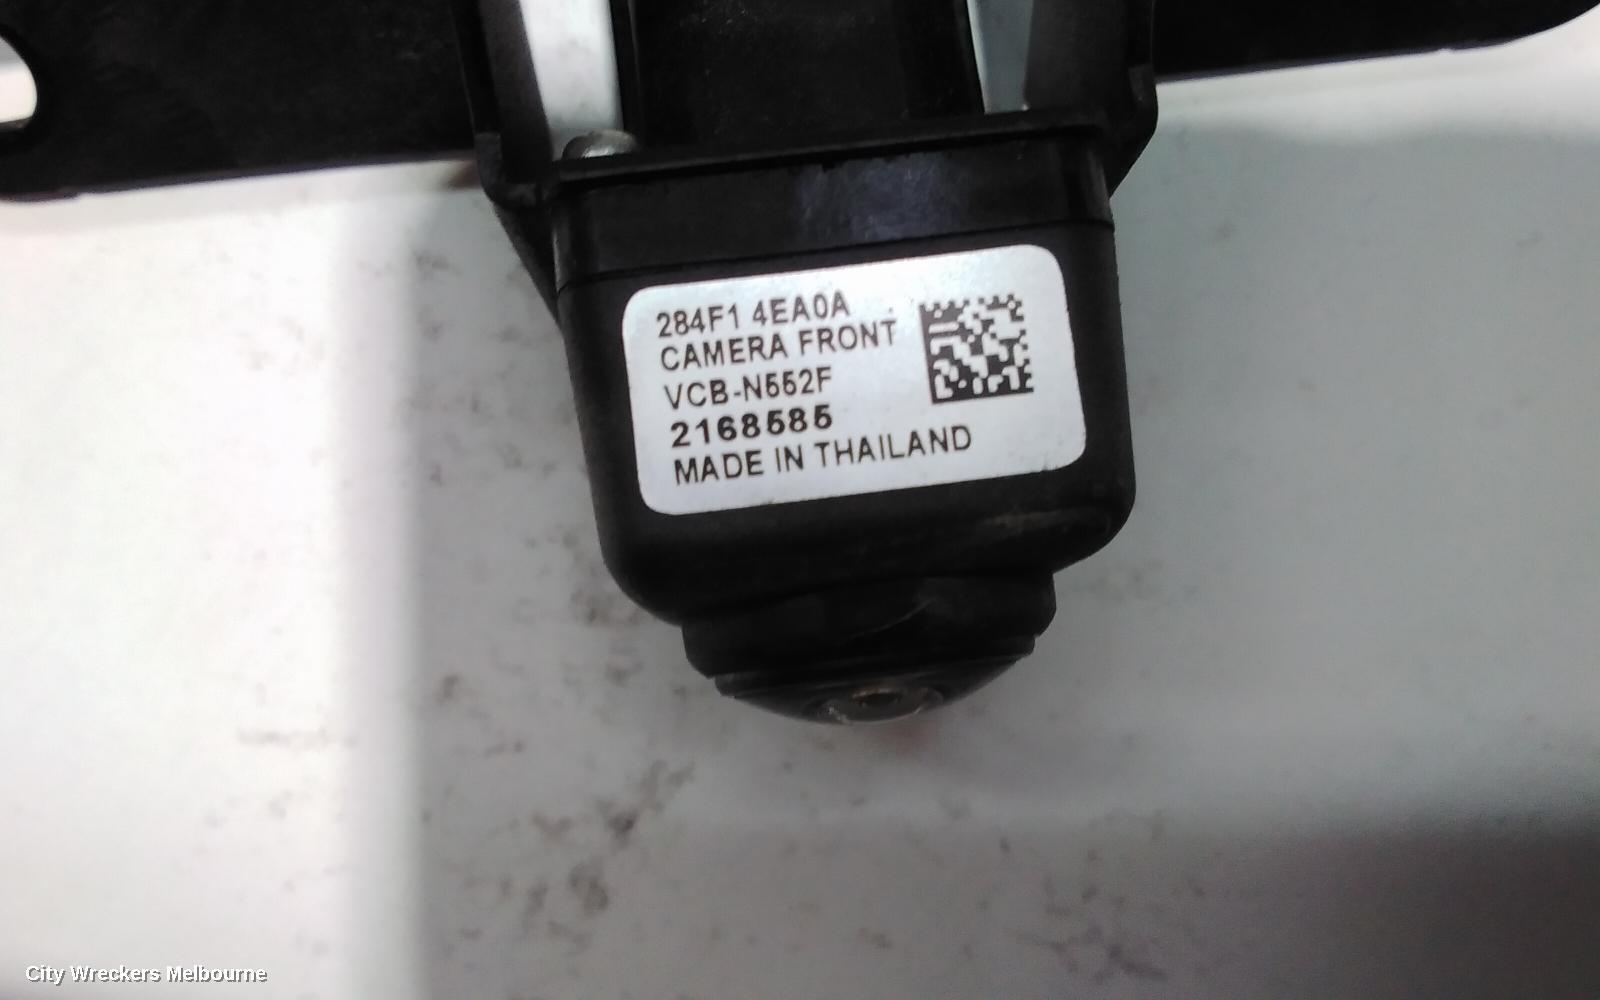 284F1 4EA0A
CAMERA FRONT
VCB-N552F
2168585
MADE IN THAILAND
City Wreckers Melbourne